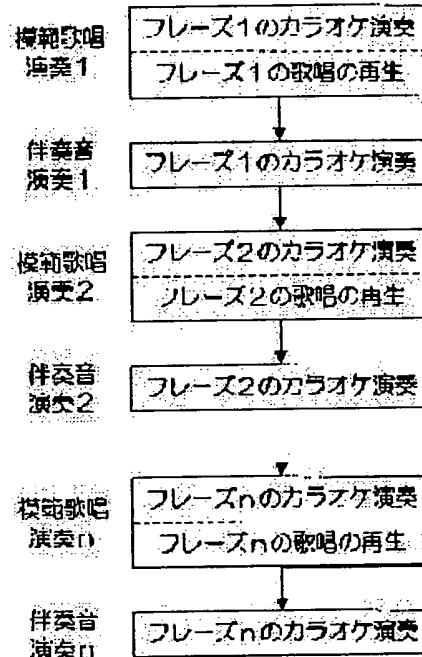 模範歌唱
演奏1
フレーズ1のカラオケ演奏
フレーズ1の歌唱の再生
伴奏音
演奏1
フレーズ1のカラオケ演奏
模範歌唱
演奏2
フレーズ2のカラオケ演奏
フレーズ2の歌唱の再生
伴奏音
演奏2
フレーズ2のカラオケ演奏
模範歌唱
演奏n
フレーズnのカラオケ演奏
フレーズnの歌唱の再生
伴奏音
演奏n
フレーズnのカラオケ演奏